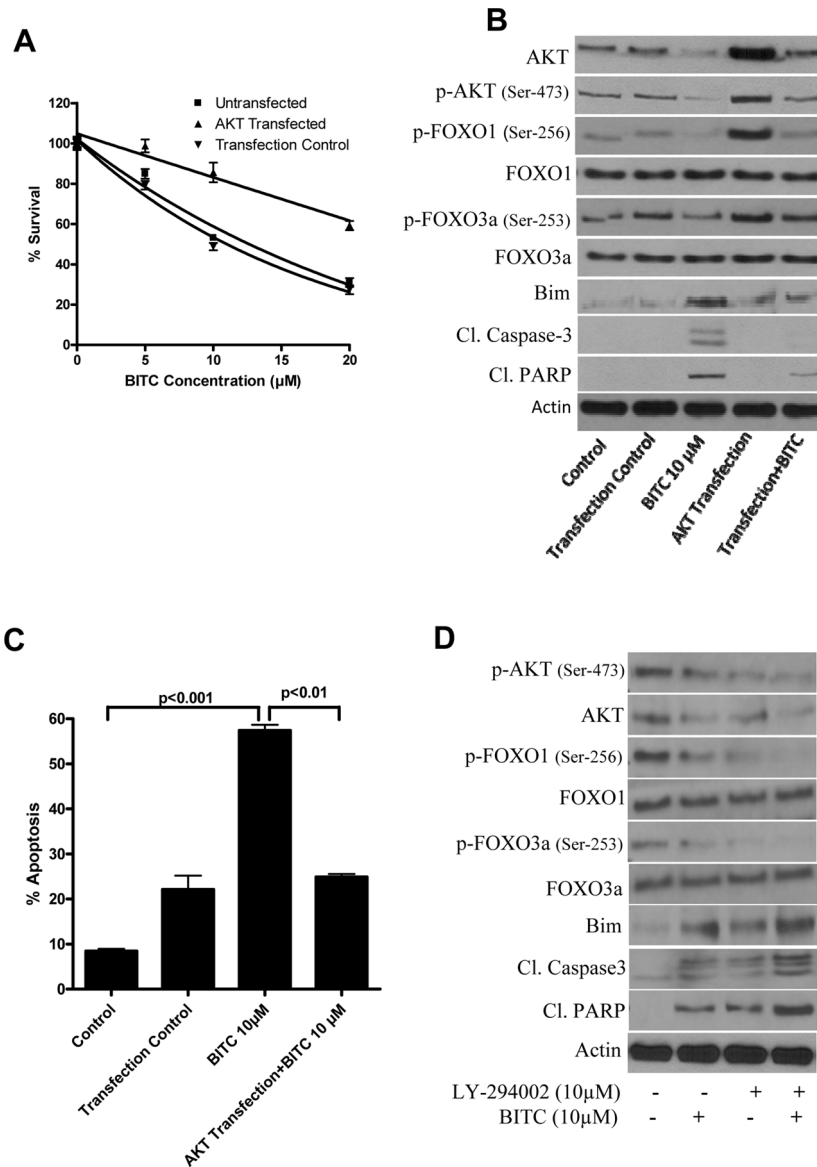 A
120
100
80
60
40
20
0
% Survival
0
5
10
15
20
BITC Concentration (µM)
Untransfected
AKT Transfected
Transfection Control
B
AKT
p-AKT (Ser-473)
p-FOXO1 (Ser-256)
FOXO1
p-FOXO3a (Ser-253)
FOXO3a
Bim
Cl. Caspase-3
Cl. PARP
Actin
Control
Transfection Control
BITC 10 µM
AKT Transfection
Transfection+BITC
C
p<0.001
p<0.01
60
50
40
30
20
10
0
% Apoptosis
Control
Transfection Control
BITC 10µM
AKT Transfection+BITC 10 µM
D
p-AKT (Ser-473)
AKT
p-FOXO1 (Ser-256)
FOXO1
p-FOXO3a (Ser-253)
FOXO3a
Bim
Cl. Caspase3
Cl. PARP
Actin
LY-294002 (10µM) - - + +
BITC (10µM) - + - +